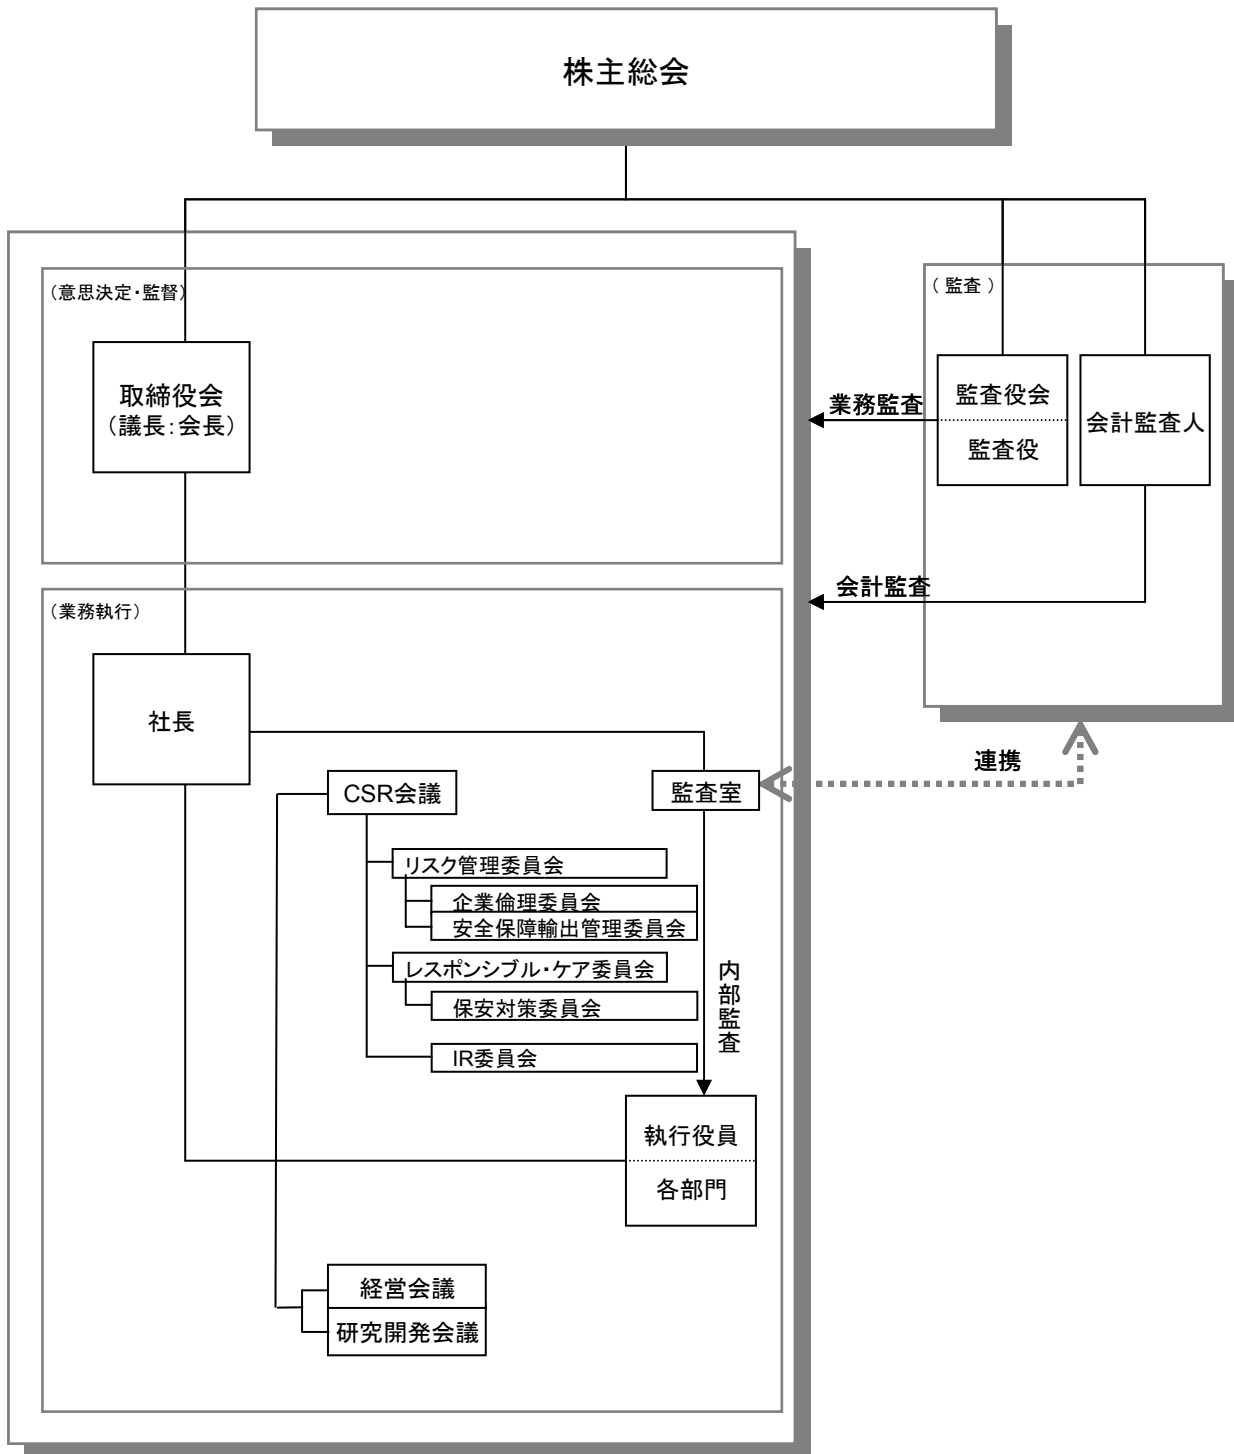 株主総会
（意思決定・監督）
（ 監査 ）
取締役会
（議長：会長）
業務監査
監査役会
監査役
会計監査人
会計監査
（業務執行）
社長
連携
CSR会議
監査室
リスク管理委員会
企業倫理委員会
安全保障輸出管理委員会
レスポンシブル・ケア委員会
保安対策委員会
IR委員会
内部監査
執行役員
各部門
経営会議
研究開発会議